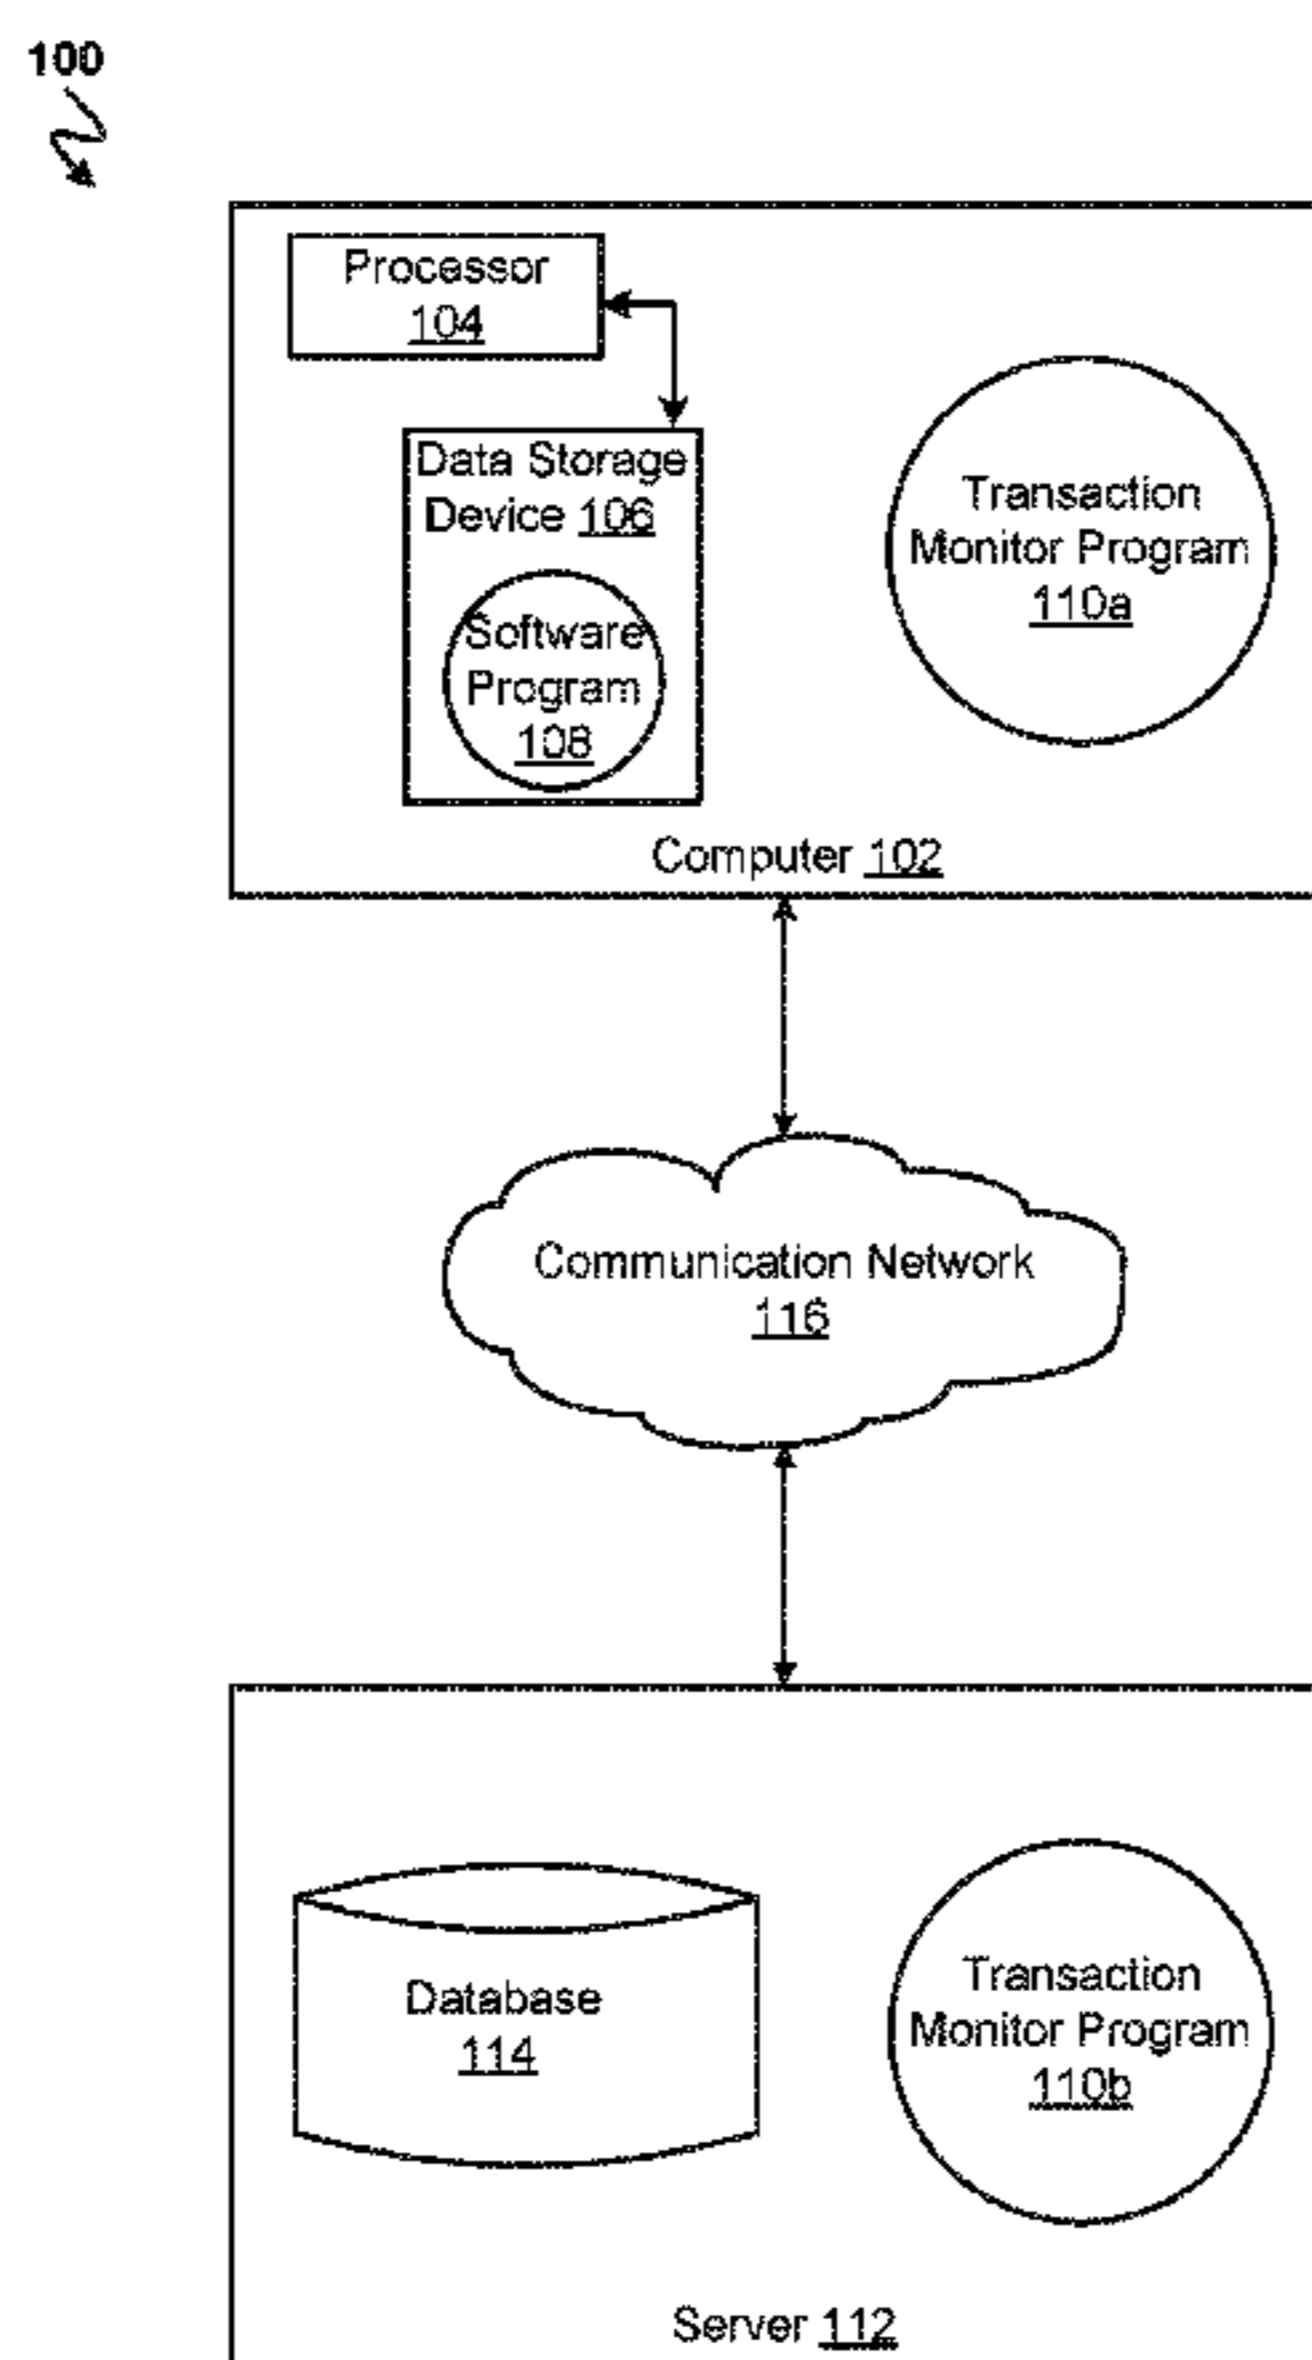 100
Processor
104
Data Storage
Device 106
Software
Program
108
Transaction
Monitor Program
110a
Computer 102
Communication Network
116
Database
114
Transaction
Monitor Program
110b
Server 112